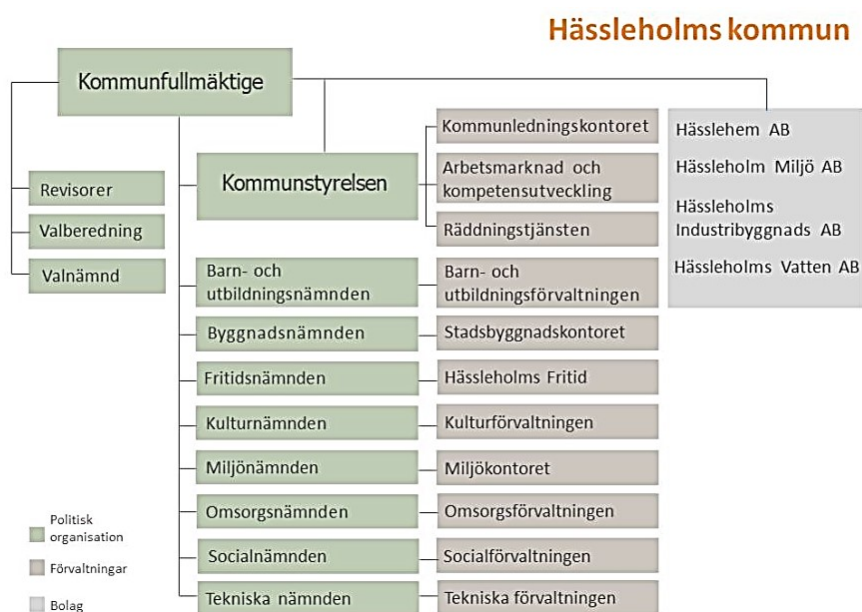 Hässleholms kommun
Kommunfullmäktige
Revisorer
Valberedning
Valnämnd
Kommunstyrelsen
Kommunledningskontoret
Arbetsmarknad och
kompetensutveckling
Räddningstjänsten
Hässlehem AB
Hässleholm Miljö AB
Hässleholms
Industribyggnads AB
Hässleholms Vatten AB
Barn- och
utbildningsnämnden
Barn- och
utbildningsförvaltningen
Byggnadsnämnden
Stadsbyggnadskontoret
Fritidsnämnden
Hässleholms Fritid
Kulturnämnden
Kulturförvaltningen
Miljönämnden
Miljökontoret
Omsorgsnämnden
Omsorgsförvaltningen
Socialnämnden
Socialförvaltningen
Tekniska nämnden
Tekniska förvaltningen
Politisk
organisation
Förvaltningar
Bolag